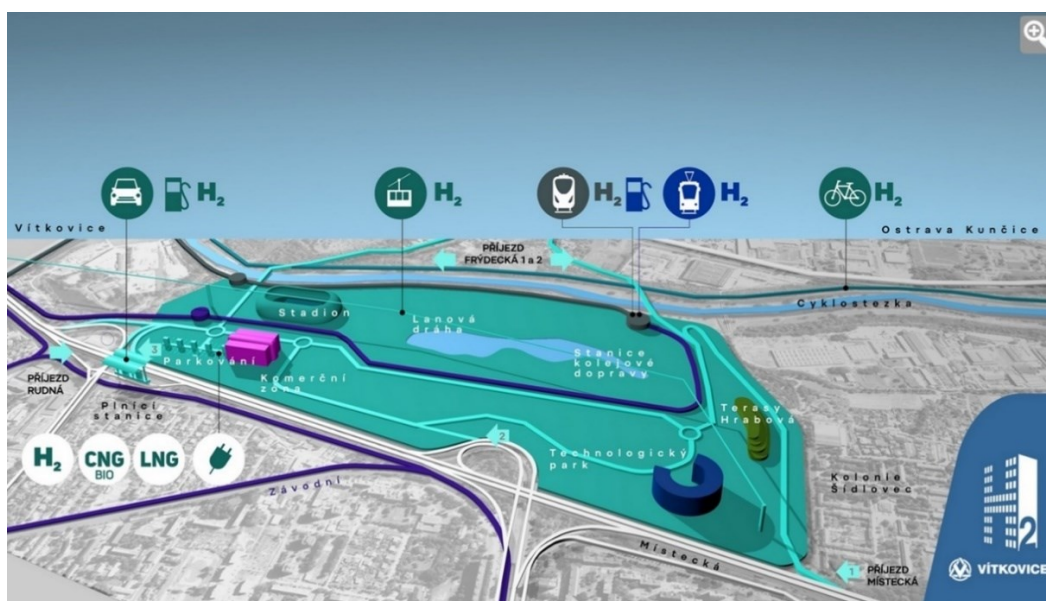 H2
H2
H2
H2
H2
Vítkovice
Ostrava Kunčice
PŘÍJEZD
FRÝDECKÁ 1 a 2
Cyklostezka
Stadion
Lanová
dráha
3
Parkování
Stanice
kolejové
dopravy
PŘÍJEZD
RUDNÁ
Komerční
zóna
Plnící
stanice
Terasy
Hrabová
2
Technologický
park
H2
CNG
BIO
LNG
Závodní
Kolonie
Šídlovec
Místecká
1
PŘÍJEZD
MÍSTECKÁ
2
VÍTKOVICE